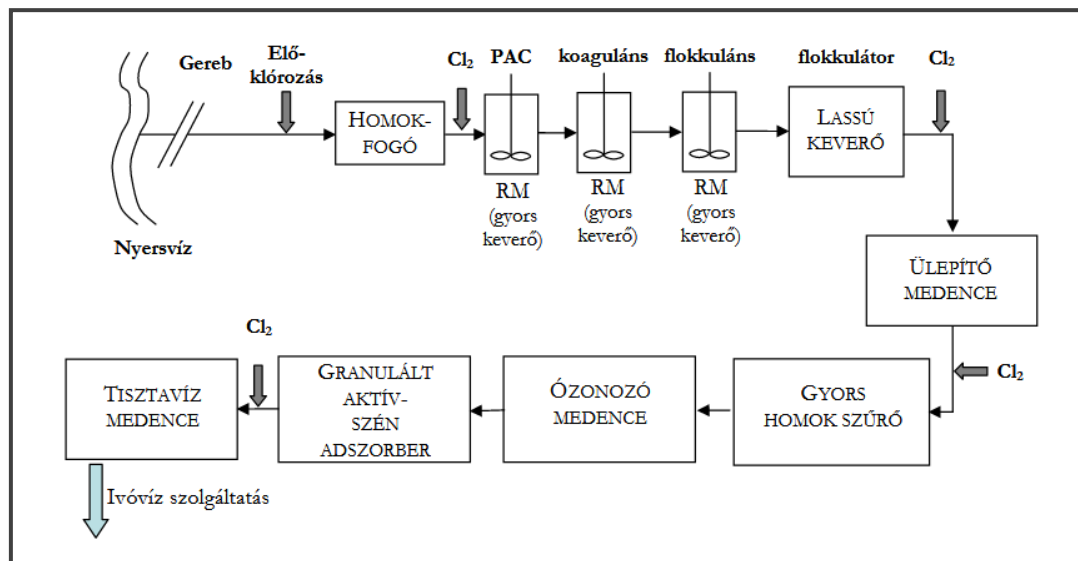 Gereb
Elő-
klórozás
Cl₂
PAC
koaguláns
flokkuláns
flokkulátor
Cl₂
HOMOK-
FOGÓ
LASSÚ
KEVERŐ
RM
(gyors
keverő)
RM
(gyors
keverő)
RM
(gyors
keverő)
Nyersvíz
ÜLEPÍTŐ
MEDENCE
Cl₂
Cl₂
TISZTAVÍZ
MEDENCE
GRANULÁLT
AKTÍV-
SZÉN
ADSZORBER
ÓZONOZÓ
MEDENCE
GYORS
HOMOK SZŰRŐ
Ivóvíz szolgáltatás